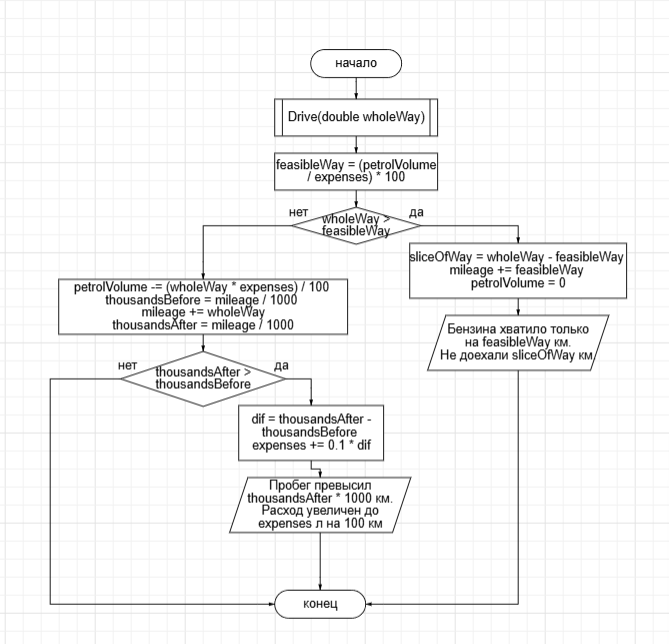 начало
Drive(double wholeWay)
feasibleWay = (petrolVolume
/ expenses) * 100
нет
wholeWay >
feasibleWay
да
sliceOfWay = wholeWay - feasibleWay
mileage += feasibleWay
petrolVolume = 0
petrolVolume -= (wholeWay * expenses) / 100
thousandsBefore = mileage / 1000
mileage += wholeWay
thousandsAfter = mileage / 1000
Бензина хватило только
на feasibleWay км.
Не доехали sliceOfWay км
нет
thousandsAfter >
thousandsBefore
да
dif = thousandsAfter -
thousandsBefore
expenses += 0.1 * dif
Пробег превысил
thousandsAfter * 1000 км.
Расход увеличен до
expenses л на 100 км
конец